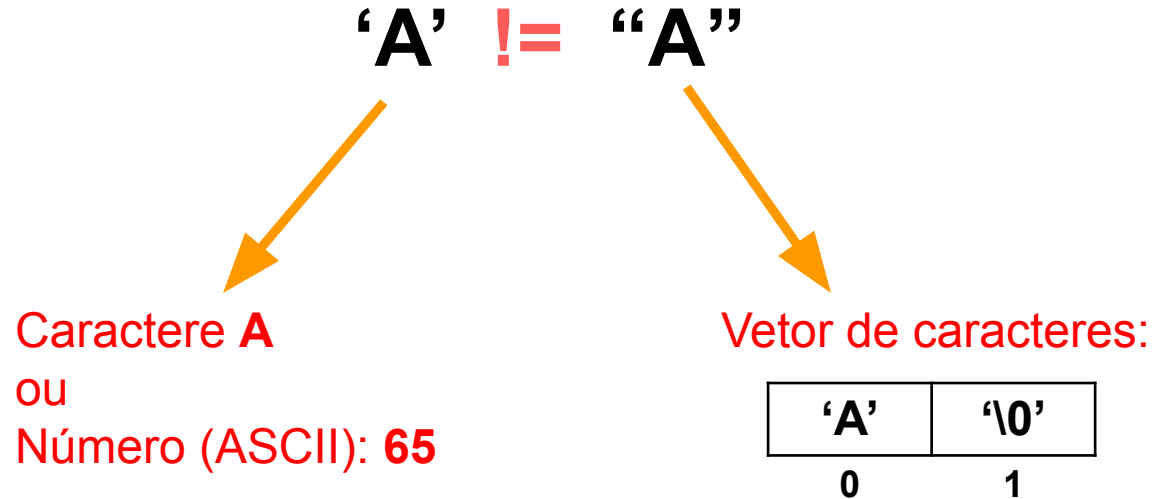 ‘A’ != “A”
Caractere A
ou
Número (ASCII): 65
Vetor de caracteres:
‘A’ ‘\0’
0 1